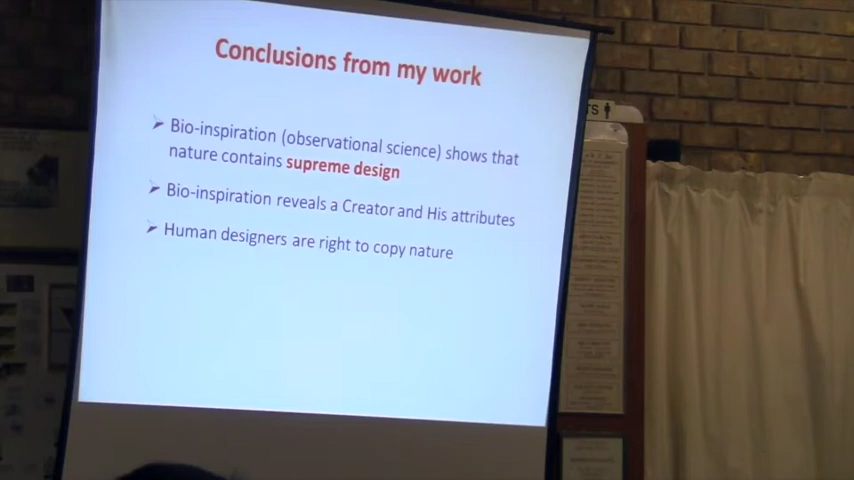 Conclusions from my work
➢ Bio-inspiration (observational science) shows that
nature contains supreme design
➢ Bio-inspiration reveals a Creator and His attributes
➢ Human designers are right to copy nature
TS